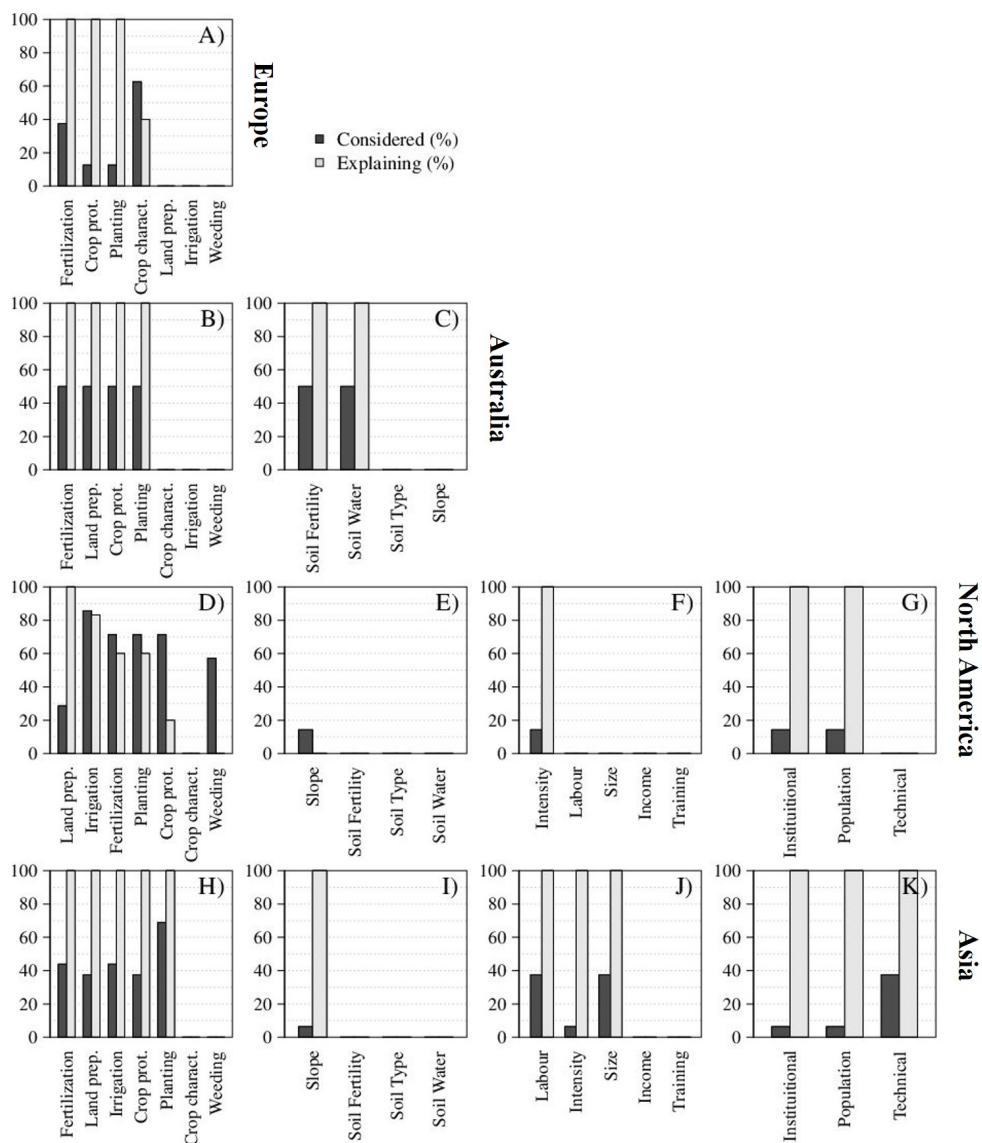 A)
100
80
60
40
20
0
Fertilization
Crop prot.
Planting
Crop charact.
Land prep.
Irrigation
Weeding
Europe
Considered (%)
Explaining (%)
B)
100
80
60
40
20
0
Fertilization
Land prep.
Crop prot.
Planting
Crop charact.
Irrigation
Weeding
C)
100
80
60
40
20
0
Soil Fertility
Soil Water
Soil Type
Slope
Australia
D)
100
80
60
40
20
0
Land prep.
Irrigation
Fertilization
Planting
Crop prot.
Crop charact.
Weeding
E)
100
80
60
40
20
0
Slope
Soil Fertility
Soil Type
Soil Water
F)
100
80
60
40
20
0
Intensity
Labour
Size
Income
Training
G)
100
80
60
40
20
0
Institutional
Population
Technical
North America
H)
100
80
60
40
20
0
Fertilization
Land prep.
Irrigation
Crop prot.
Planting
Crop charact.
Weeding
I)
100
80
60
40
20
0
Slope
Soil Fertility
Soil Type
Soil Water
J)
100
80
60
40
20
0
Labour
Intensity
Size
Income
Training
K)
100
80
60
40
20
0
Institutional
Population
Technical
Asia